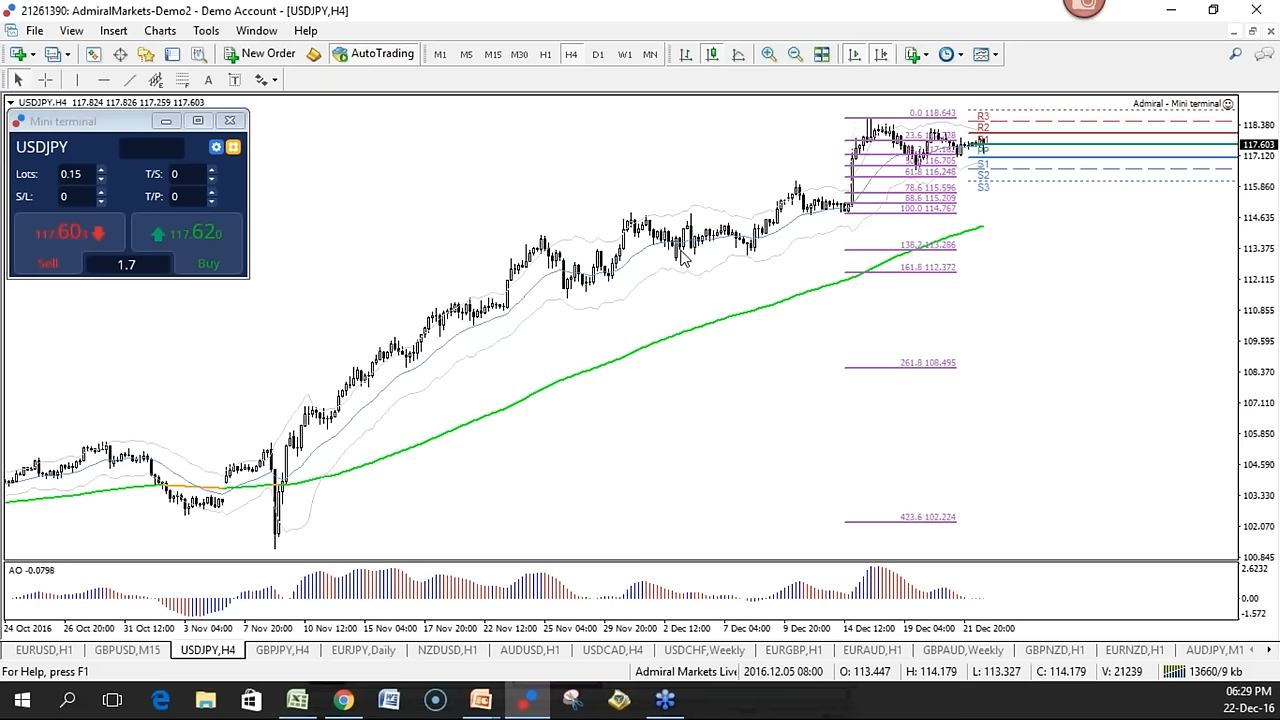 21261390: AdmiralMarkets-Demo2 - Demo Account - [USDJPY,H4]
File View Insert Charts Tools Window Help
New Order AutoTrading M1 M5 M15 M30 H1 H4 D1 W1 MN
A T
USDJPY,H4 117.824 117.826 117.259 117.603
Admiral - Mini terminal
Mini terminal
USDJPY
Lots: 0.15 T/S: 0
S/L: 0 T/P: 0
117.60 117.620
Sell 1.7 Buy
0.0 118.643
23.6
61.8 116.248
78.6 115.596
88.6 115.209
100.0 114.767
138.2 113.286
161.8 112.372
261.8 108.495
423.6 102.224
R3
R2
S1
S2
S3
118.380
117.603
117.120
115.860
114.635
113.375
112.115
110.855
109.595
108.370
107.110
105.850
104.590
103.330
102.070
100.845
AO -0.0798
2.6232
0.00
-1.572
24 Oct 2016 26 Oct 20:00 31 Oct 12:00 3 Nov 04:00 7 Nov 20:00 10 Nov 12:00 15 Nov 04:00 17 Nov 20:00 22 Nov 12:00 25 Nov 04:00 29 Nov 20:00 2 Dec 12:00 7 Dec 04:00 9 Dec 20:00 14 Dec 12:00 19 Dec 04:00 21 Dec 20:00
EURUSD,H1 GBPUSD,M15 USDJPY,H4 GBPJPY,H4 EURJPY,Daily NZDUSD,H1 AUDUSD,H1 USDCAD,H4 USDCHF,Weekly EURGBP,H1 EURAUD,H1 GBPAUD,Weekly GBPNZD,H1 EURNZD,H1 AUDJPY,M1
For Help, press F1 Admiral Markets Live 2016.12.05 08:00 O: 113.447 H: 114.179 L: 113.327 C: 114.179 V: 21239 13660/9 kb
06:29 PM
22-Dec-16